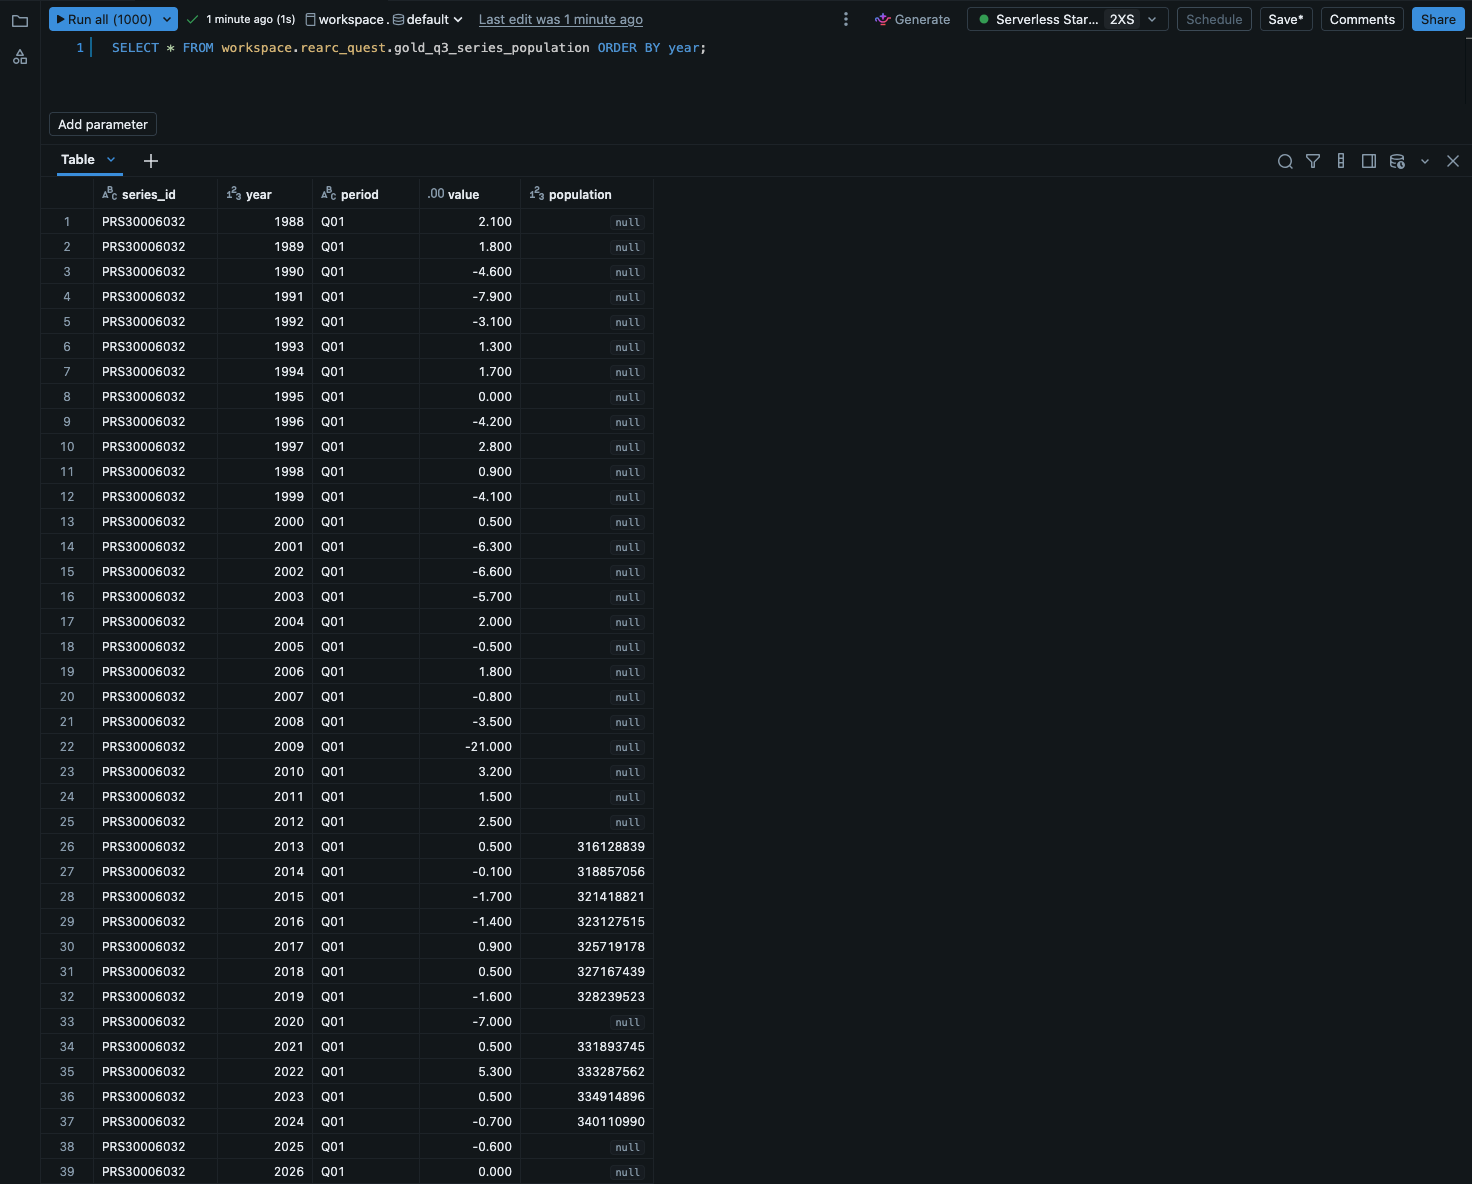 Run all (1000) 1 minute ago (1s) workspace . default Last edit was 1 minute ago Generate Serverless Star... 2XS Schedule Save* Comments Share
1 SELECT * FROM workspace.rearc_quest.gold_q3_series_population ORDER BY year;
Add parameter
Table
series_id year period value population
1 PRS30006032 1988 Q01 2.100 null
2 PRS30006032 1989 Q01 1.800 null
3 PRS30006032 1990 Q01 -4.600 null
4 PRS30006032 1991 Q01 -7.900 null
5 PRS30006032 1992 Q01 -3.100 null
6 PRS30006032 1993 Q01 1.300 null
7 PRS30006032 1994 Q01 1.700 null
8 PRS30006032 1995 Q01 0.000 null
9 PRS30006032 1996 Q01 -4.200 null
10 PRS30006032 1997 Q01 2.800 null
11 PRS30006032 1998 Q01 0.900 null
12 PRS30006032 1999 Q01 -4.100 null
13 PRS30006032 2000 Q01 0.500 null
14 PRS30006032 2001 Q01 -6.300 null
15 PRS30006032 2002 Q01 -6.600 null
16 PRS30006032 2003 Q01 -5.700 null
17 PRS30006032 2004 Q01 2.000 null
18 PRS30006032 2005 Q01 -0.500 null
19 PRS30006032 2006 Q01 1.800 null
20 PRS30006032 2007 Q01 -0.800 null
21 PRS30006032 2008 Q01 -3.500 null
22 PRS30006032 2009 Q01 -21.000 null
23 PRS30006032 2010 Q01 3.200 null
24 PRS30006032 2011 Q01 1.500 null
25 PRS30006032 2012 Q01 2.500 null
26 PRS30006032 2013 Q01 0.500 316128839
27 PRS30006032 2014 Q01 -0.100 318857056
28 PRS30006032 2015 Q01 -1.700 321418821
29 PRS30006032 2016 Q01 -1.400 323127515
30 PRS30006032 2017 Q01 0.900 325719178
31 PRS30006032 2018 Q01 0.500 327167439
32 PRS30006032 2019 Q01 -1.600 328239523
33 PRS30006032 2020 Q01 -7.000 null
34 PRS30006032 2021 Q01 0.500 331893745
35 PRS30006032 2022 Q01 5.300 333287562
36 PRS30006032 2023 Q01 0.500 334914896
37 PRS30006032 2024 Q01 -0.700 340110990
38 PRS30006032 2025 Q01 -0.600 null
39 PRS30006032 2026 Q01 0.000 null